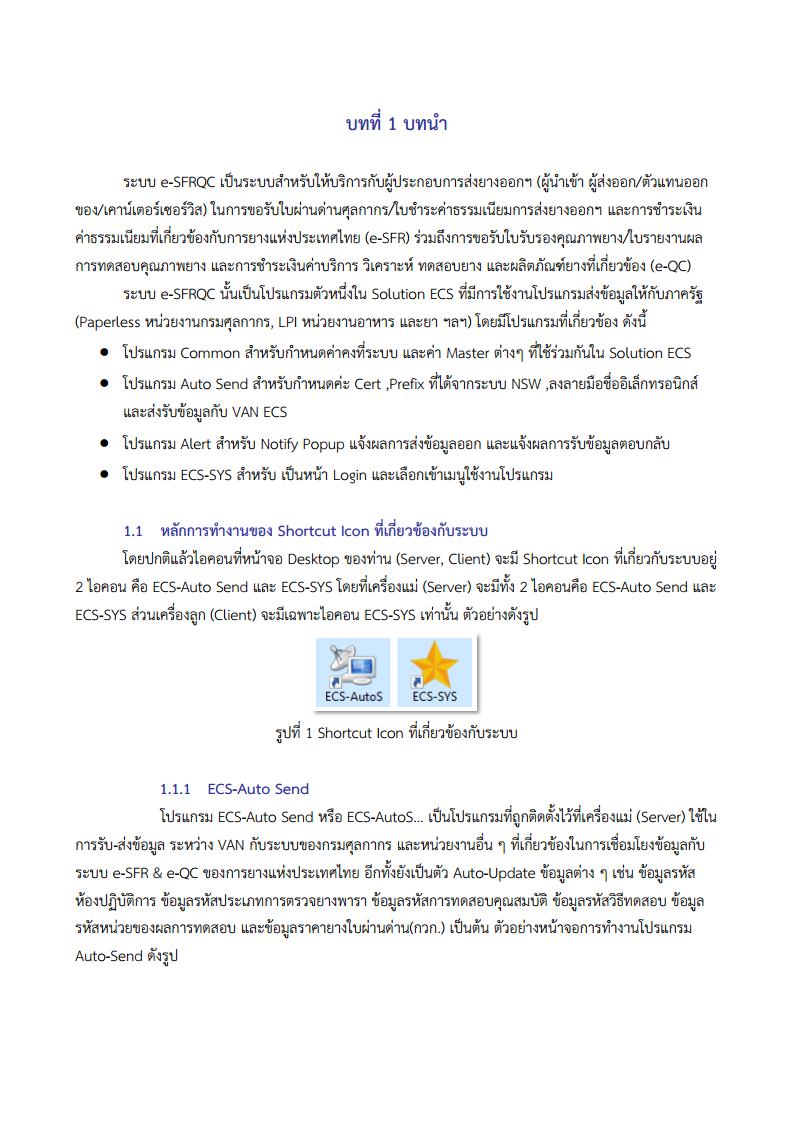 บทที่ 1 บทนำ
ระบบ e-SFRQC เป็นระบบสำหรับให้บริการกับผู้ประกอบการส่งยางออกฯ (ผู้นำเข้า ผู้ส่งออก/ตัวแทนออก
ของ/เคาน์เตอร์เซอร์วิส) ในการขอรับใบผ่านด่านศุลกากร/ใบชำระค่าธรรมเนียมการส่งยางออกฯ และการชำระเงิน
ค่าธรรมเนียมที่เกี่ยวข้องกับการยางแห่งประเทศไทย (e-SFR) ร่วมถึงการขอรับใบรับรองคุณภาพยาง/ใบรายงานผล
การทดสอบคุณภาพยาง และการชำระเงินค่าบริการ วิเคราะห์ ทดสอบยาง และผลิตภัณฑ์ยางที่เกี่ยวข้อง (e-QC)
ระบบ e-SFRQC นั้นเป็นโปรแกรมตัวหนึ่งใน Solution ECS ที่มีการใช้งานโปรแกรมส่งข้อมูลให้กับภาครัฐ
(Paperless หน่วยงานกรมศุลกากร, LPI หน่วยงานอาหาร และยา ฯลฯ) โดยมีโปรแกรมที่เกี่ยวข้อง ดังนี้
● โปรแกรม Common สำหรับกำหนดค่าคงที่ระบบ และค่า Master ต่างๆ ที่ใช้ร่วมกันใน Solution ECS
● โปรแกรม Auto Send สำหรับกำหนดค่ะ Cert ,Prefix ที่ได้จากระบบ NSW ,ลงลายมือชื่ออิเล็กทรอนิกส์
และส่งรับข้อมูลกับ VAN ECS
● โปรแกรม Alert สำหรับ Notify Popup แจ้งผลการส่งข้อมูลออก และแจ้งผลการรับข้อมูลตอบกลับ
● โปรแกรม ECS-SYS สำหรับ เป็นหน้า Login และเลือกเข้าเมนูใช้งานโปรแกรม
1.1 หลักการทำงานของ Shortcut Icon ที่เกี่ยวข้องกับระบบ
โดยปกติแล้วไอคอนที่หน้าจอ Desktop ของท่าน (Server, Client) จะมี Shortcut Icon ที่เกี่ยวกับระบบอยู่
2 ไอคอน คือ ECS-Auto Send และ ECS-SYS โดยที่เครื่องแม่ (Server) จะมีทั้ง 2 ไอคอนคือ ECS-Auto Send และ
ECS-SYS ส่วนเครื่องลูก (Client) จะมีเฉพาะไอคอน ECS-SYS เท่านั้น ตัวอย่างดังรูป
ECS-AutoS ECS-SYS
รูปที่ 1 Shortcut Icon ที่เกี่ยวข้องกับระบบ
1.1.1 ECS-Auto Send
โปรแกรม ECS-Auto Send หรือ ECS-AutoS... เป็นโปรแกรมที่ถูกติดตั้งไว้ที่เครื่องแม่ (Server) ใช้ใน
การรับ-ส่งข้อมูล ระหว่าง VAN กับระบบของกรมศุลกากร และหน่วยงานอื่น ๆ ที่เกี่ยวข้องในการเชื่อมโยงข้อมูลกับ
ระบบ e-SFR & e-QC ของการยางแห่งประเทศไทย อีกทั้งยังเป็นตัว Auto-Update ข้อมูลต่าง ๆ เช่น ข้อมูลรหัส
ห้องปฏิบัติการ ข้อมูลรหัสประเภทการตรวจยางพารา ข้อมูลรหัสการทดสอบคุณสมบัติ ข้อมูลรหัสวิธีทดสอบ ข้อมูล
รหัสหน่วยของผลการทดสอบ และข้อมูลราคายางใบผ่านด่าน(กวก.) เป็นต้น ตัวอย่างหน้าจอการทำงานโปรแกรม
Auto-Send ดังรูป